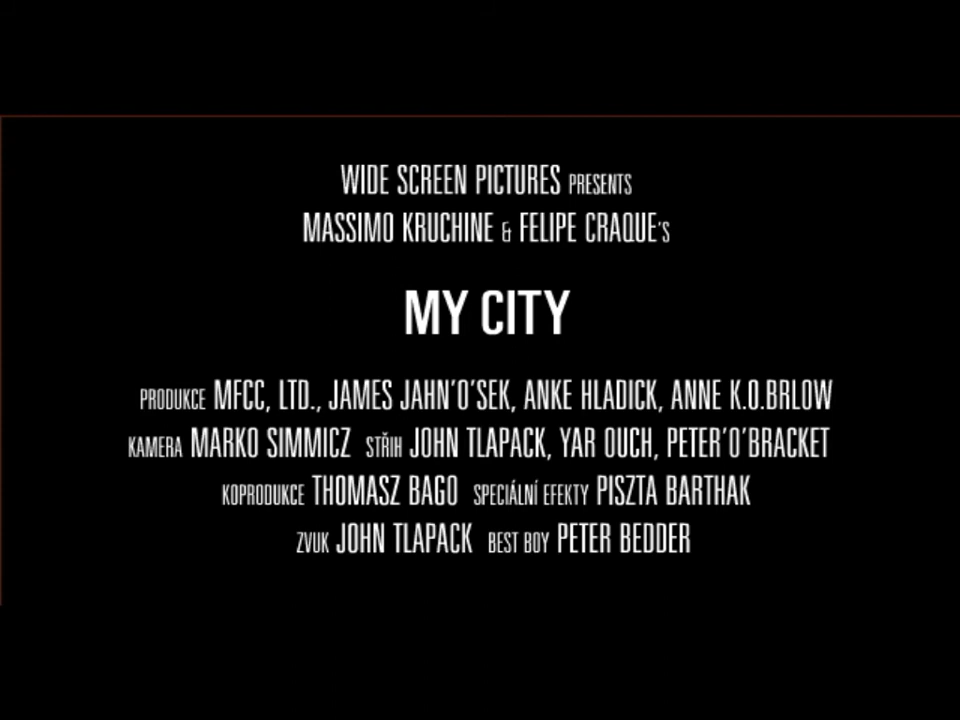 WIDE SCREEN PICTURES PRESENTS
MASSIMO KRUCHINE & FELIPE CRAQUE'S
MY CITY
PRODUKCE MFCC, LTD., JAMES JAHN'O'SEK, ANKE HLADICK, ANNE K.O.BRLOW
KAMERA MARKO SIMMICZ STŘIH JOHN TLAPACK, YAR OUCH, PETER'O'BRACKET
KOPRODUKCE THOMASZ BAGO SPECIÁLNÍ EFEKTY PISZTA BARTHAK
ZVUK JOHN TLAPACK BEST BOY PETER BEDDER